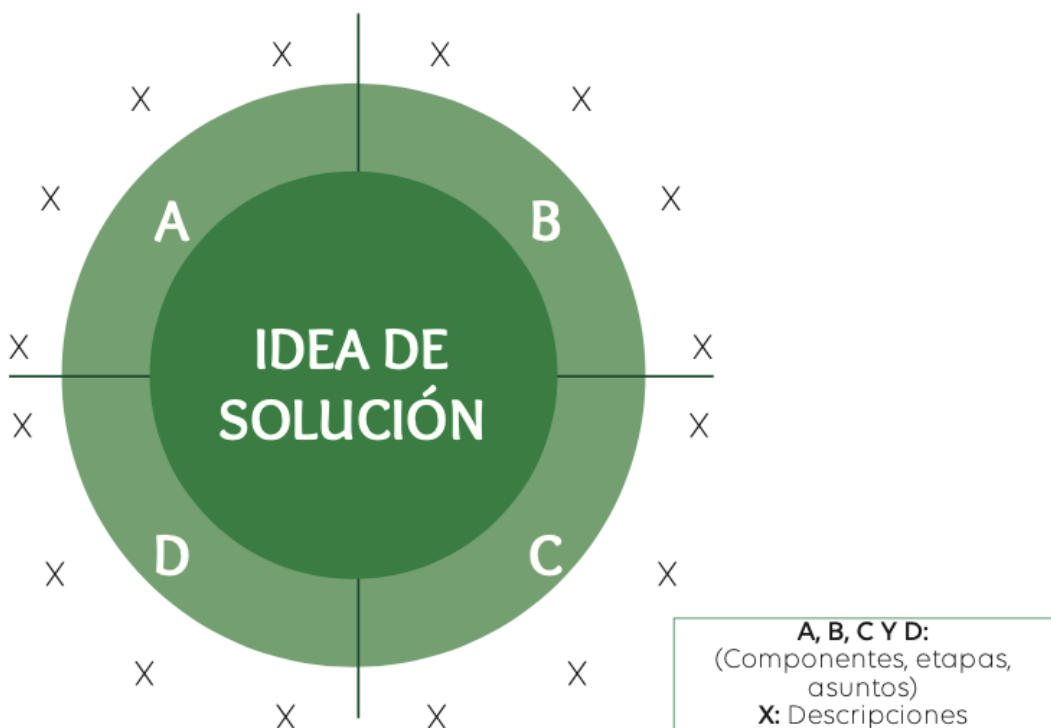 X X
X X
X X
A B
X X
IDEA DE
SOLUCIÓN
X X
D C
X X
X X
X X
A, B, C Y D:
(Componentes, etapas,
asuntos)
X: Descripciones